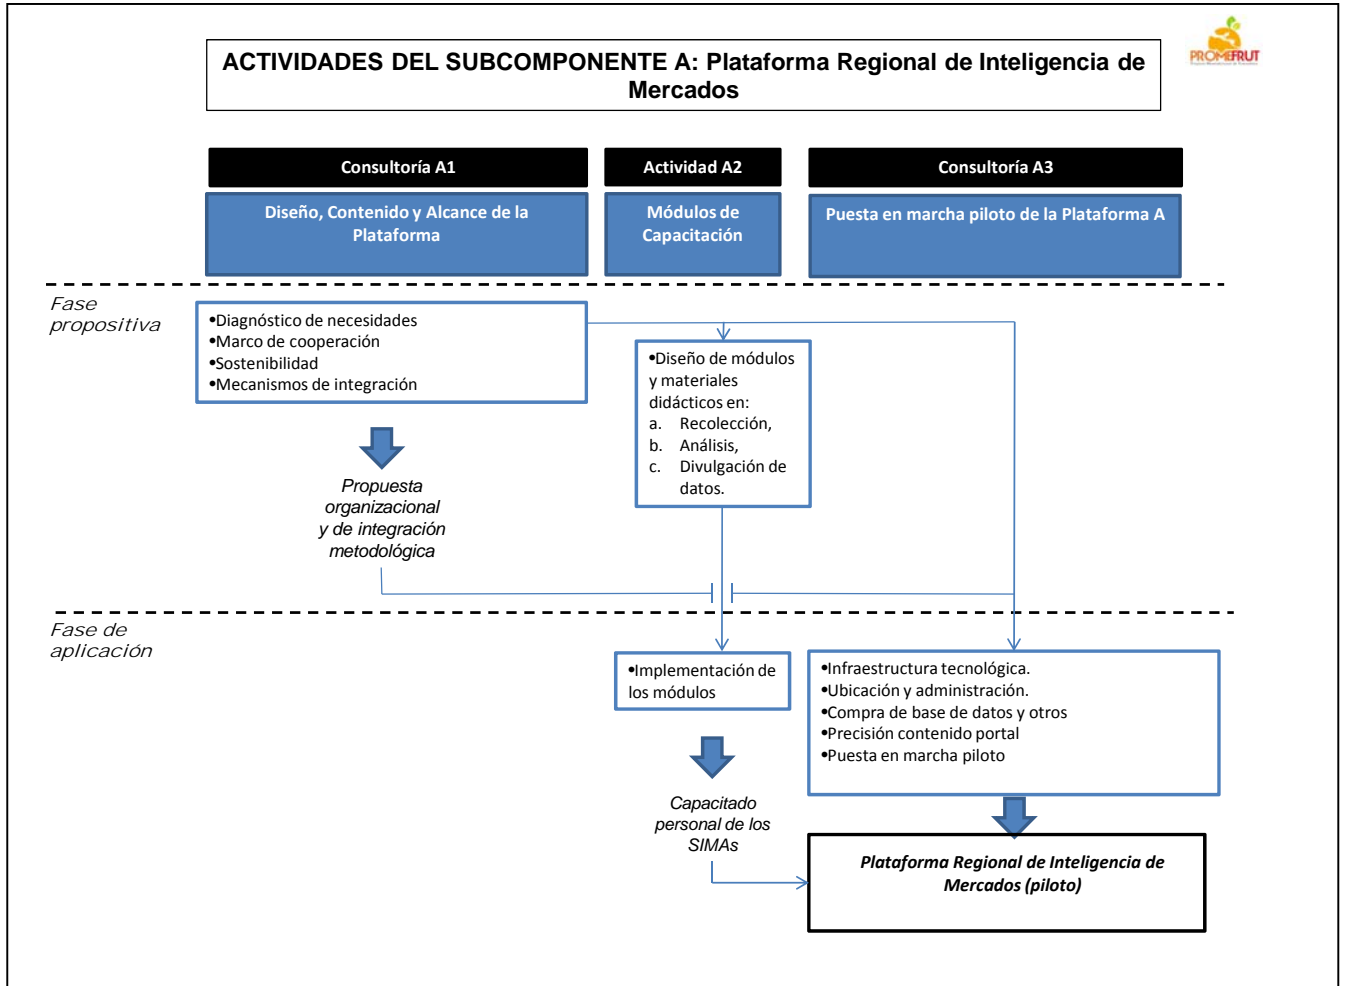 ACTIVIDADES DEL SUBCOMPONENTE A: Plataforma Regional de Inteligencia de
Mercados
PROMEFRUT
Consultoría A1
Actividad A2
Consultoría A3
Diseño, Contenido y Alcance de la
Plataforma
Módulos de
Capacitación
Puesta en marcha piloto de la Plataforma A
Fase
propositiva
•Diagnóstico de necesidades
•Marco de cooperación
•Sostenibilidad
•Mecanismos de integración
•Diseño de módulos
y materiales
didácticos en:
a. Recolección,
b. Análisis,
c. Divulgación de
datos.
Propuesta
organizacional
y de integración
metodológica
Fase de
aplicación
•Implementación de
los módulos
•Infraestructura tecnológica.
•Ubicación y administración.
•Compra de base de datos y otros
•Precisión contenido portal
•Puesta en marcha piloto
Capacitado
personal de los
SIMAs
Plataforma Regional de Inteligencia de
Mercados (piloto)